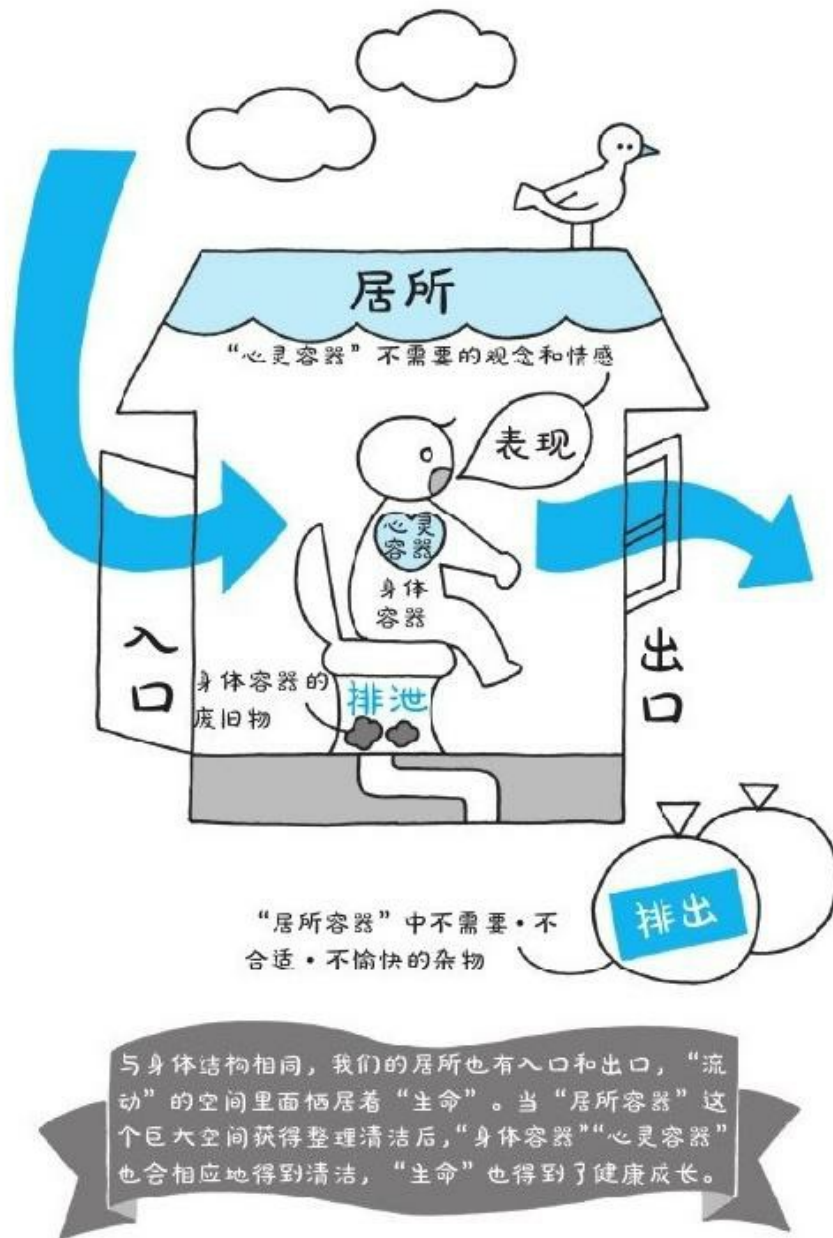 居所
“心灵容器”不需要的观念和情感
表现
心灵
容器
身体
容器
入口
出口
身体容器的
废旧物
排泄
排出
“居所容器”中不需要·不
合适·不愉快的杂物
与身体结构相同，我们的居所也有入口和出口，“流
动”的空间里面栖居着“生命”。当“居所容器”这
个巨大空间获得整理清洁后，“身体容器”“心灵容器”
也会相应地得到清洁，“生命”也得到了健康成长。